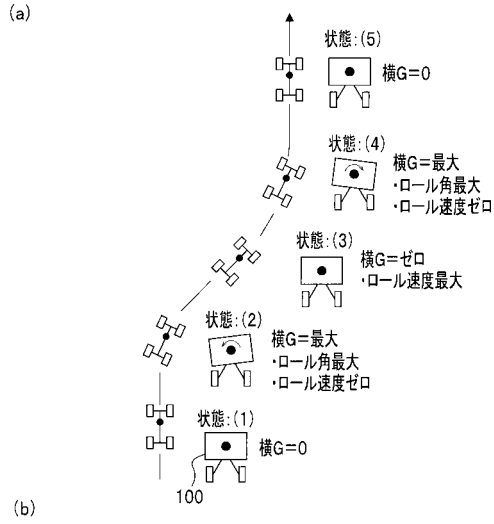 (a)
状態:(5)
横G=0
状態:(4)
横G=最大
・ロール角最大
・ロール速度ゼロ
状態:(3)
横G=ゼロ
・ロール速度最大
状態:(2)
横G=最大
・ロール角最大
・ロール速度ゼロ
状態:(1)
横G=0
100
(b)